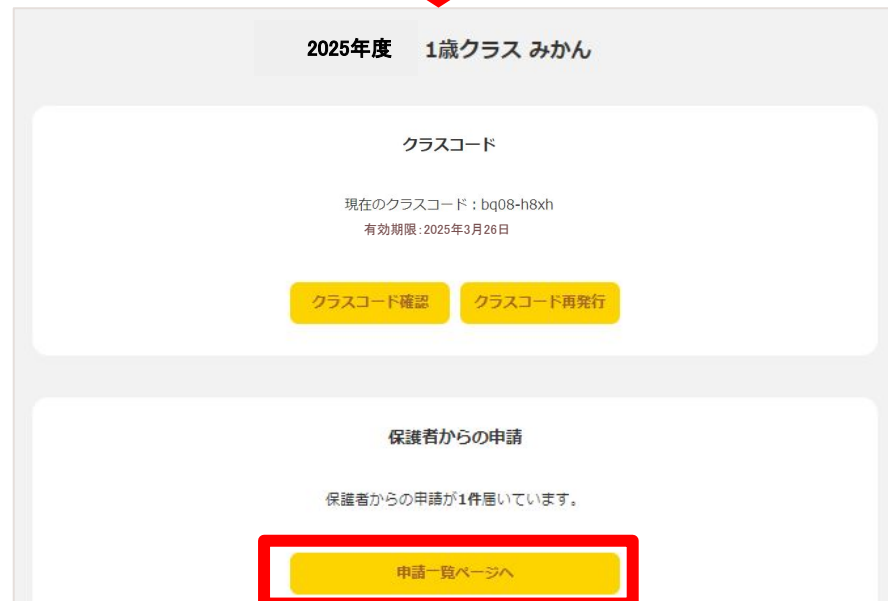 2025年度 1歳クラス みかん
クラスコード
現在のクラスコード：bq08-h8xh
有効期限：2025年3月26日
クラスコード確認 クラスコード再発行
保護者からの申請
保護者からの申請が1件届いています。
申請一覧ページへ